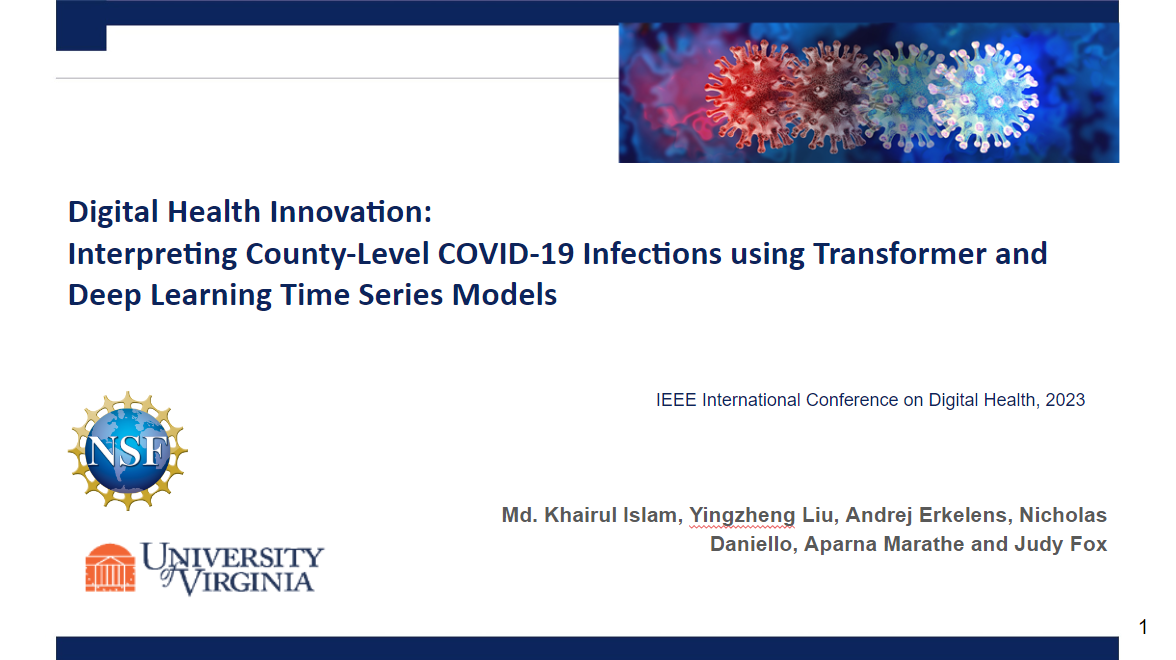 Digital Health Innovation:
Interpreting County-Level COVID-19 Infections using Transformer and
Deep Learning Time Series Models
IEEE International Conference on Digital Health, 2023
NSF
Md. Khairul Islam, Yingzheng Liu, Andrej Erkelens, Nicholas
Daniello, Aparna Marathe and Judy Fox
UNIVERSITY
of VIRGINIA
1